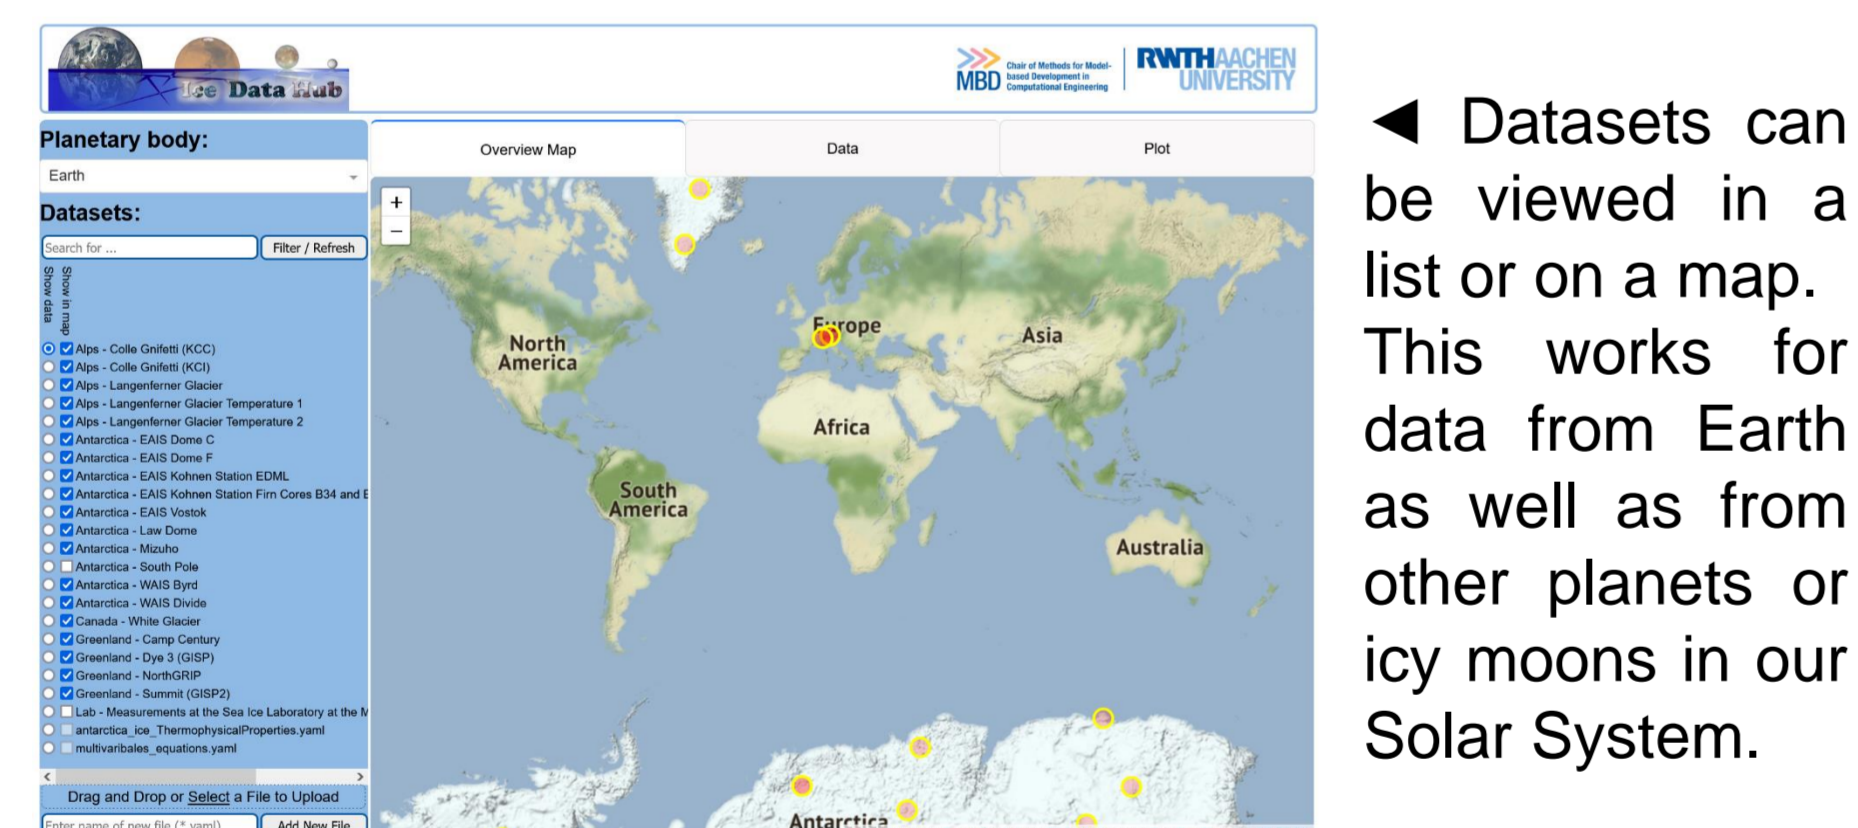 Ice Data Hub
MBD
Chair of Methods for Model-
based Development in
Computational Engineering
RWTHAACHEN
UNIVERSITY
Planetary body:
Earth
Datasets:
Search for ...
Filter / Refresh
Show data
Show in map
Alps - Colle Gnifetti (KCC)
Alps - Colle Gnifetti (KCI)
Alps - Langenferner Glacier
Alps - Langenferner Glacier Temperature 1
Alps - Langenferner Glacier Temperature 2
Antarctica - EAIS Dome C
Antarctica - EAIS Dome F
Antarctica - EAIS Kohnen Station EDML
Antarctica - EAIS Kohnen Station Firn Cores B34 and
Antarctica - EAIS Vostok
Antarctica - Law Dome
Antarctica - Mizuho
Antarctica - South Pole
Antarctica - WAIS Byrd
Antarctica - WAIS Divide
Canada - White Glacier
Greenland - Camp Century
Greenland - Dye 3 (GISP)
Greenland - NorthGRIP
Greenland - Summit (GISP2)
Lab - Measurements at the Sea Ice Laboratory at the
antarctica_ice_ThermophysicalProperties.yaml
multivaribales_equations.yaml
Drag and Drop or Select a File to Upload
Enter name of new file (*.yaml)
Add New File
Overview Map
Data
Plot
+
−
North
America
Europe
Asia
Africa
South
America
Australia
Antarctica
◄ Datasets can
be viewed in a
list or on a map.
This works for
data from Earth
as well as from
other planets or
icy moons in our
Solar System.